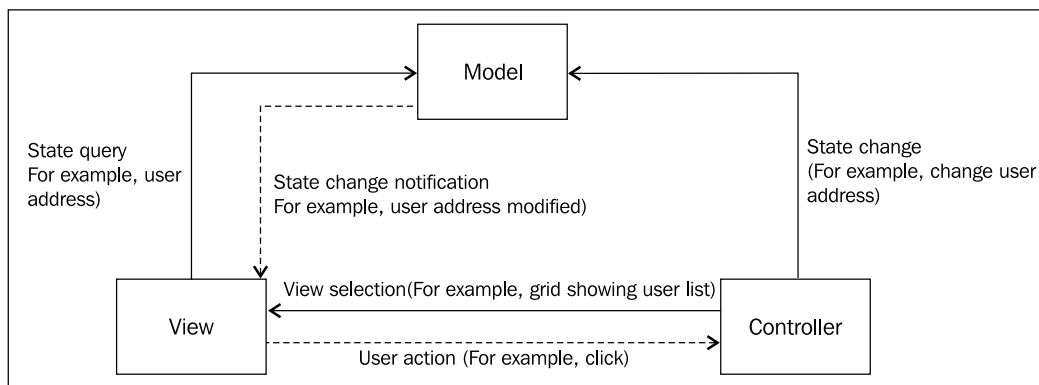 Model
State query
For example, user
address)
State change notification
For example, user address modified)
State change
(For example, change user
address)
View selection(For example, grid showing user list)
View
Controller
User action (For example, click)